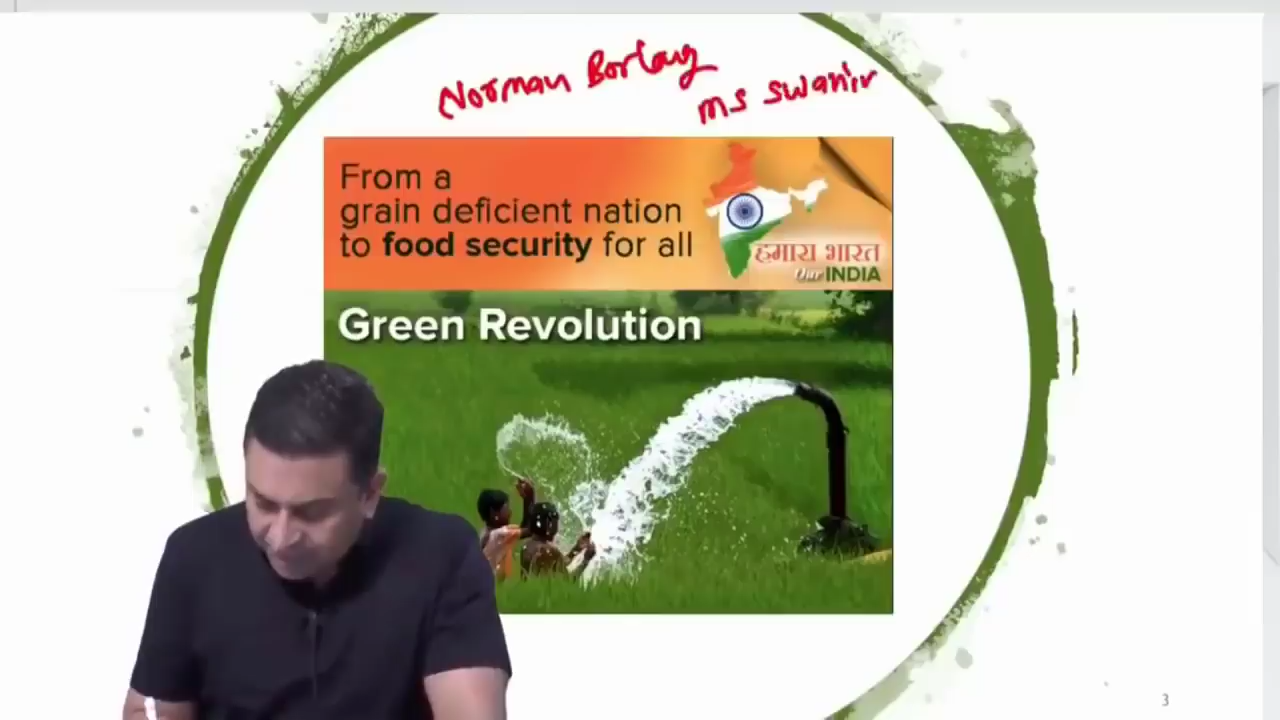 Norman Borlaug
MS Swanir
From a
grain deficient nation
to food security for all
हमारा भारत
Our INDIA
Green Revolution
3